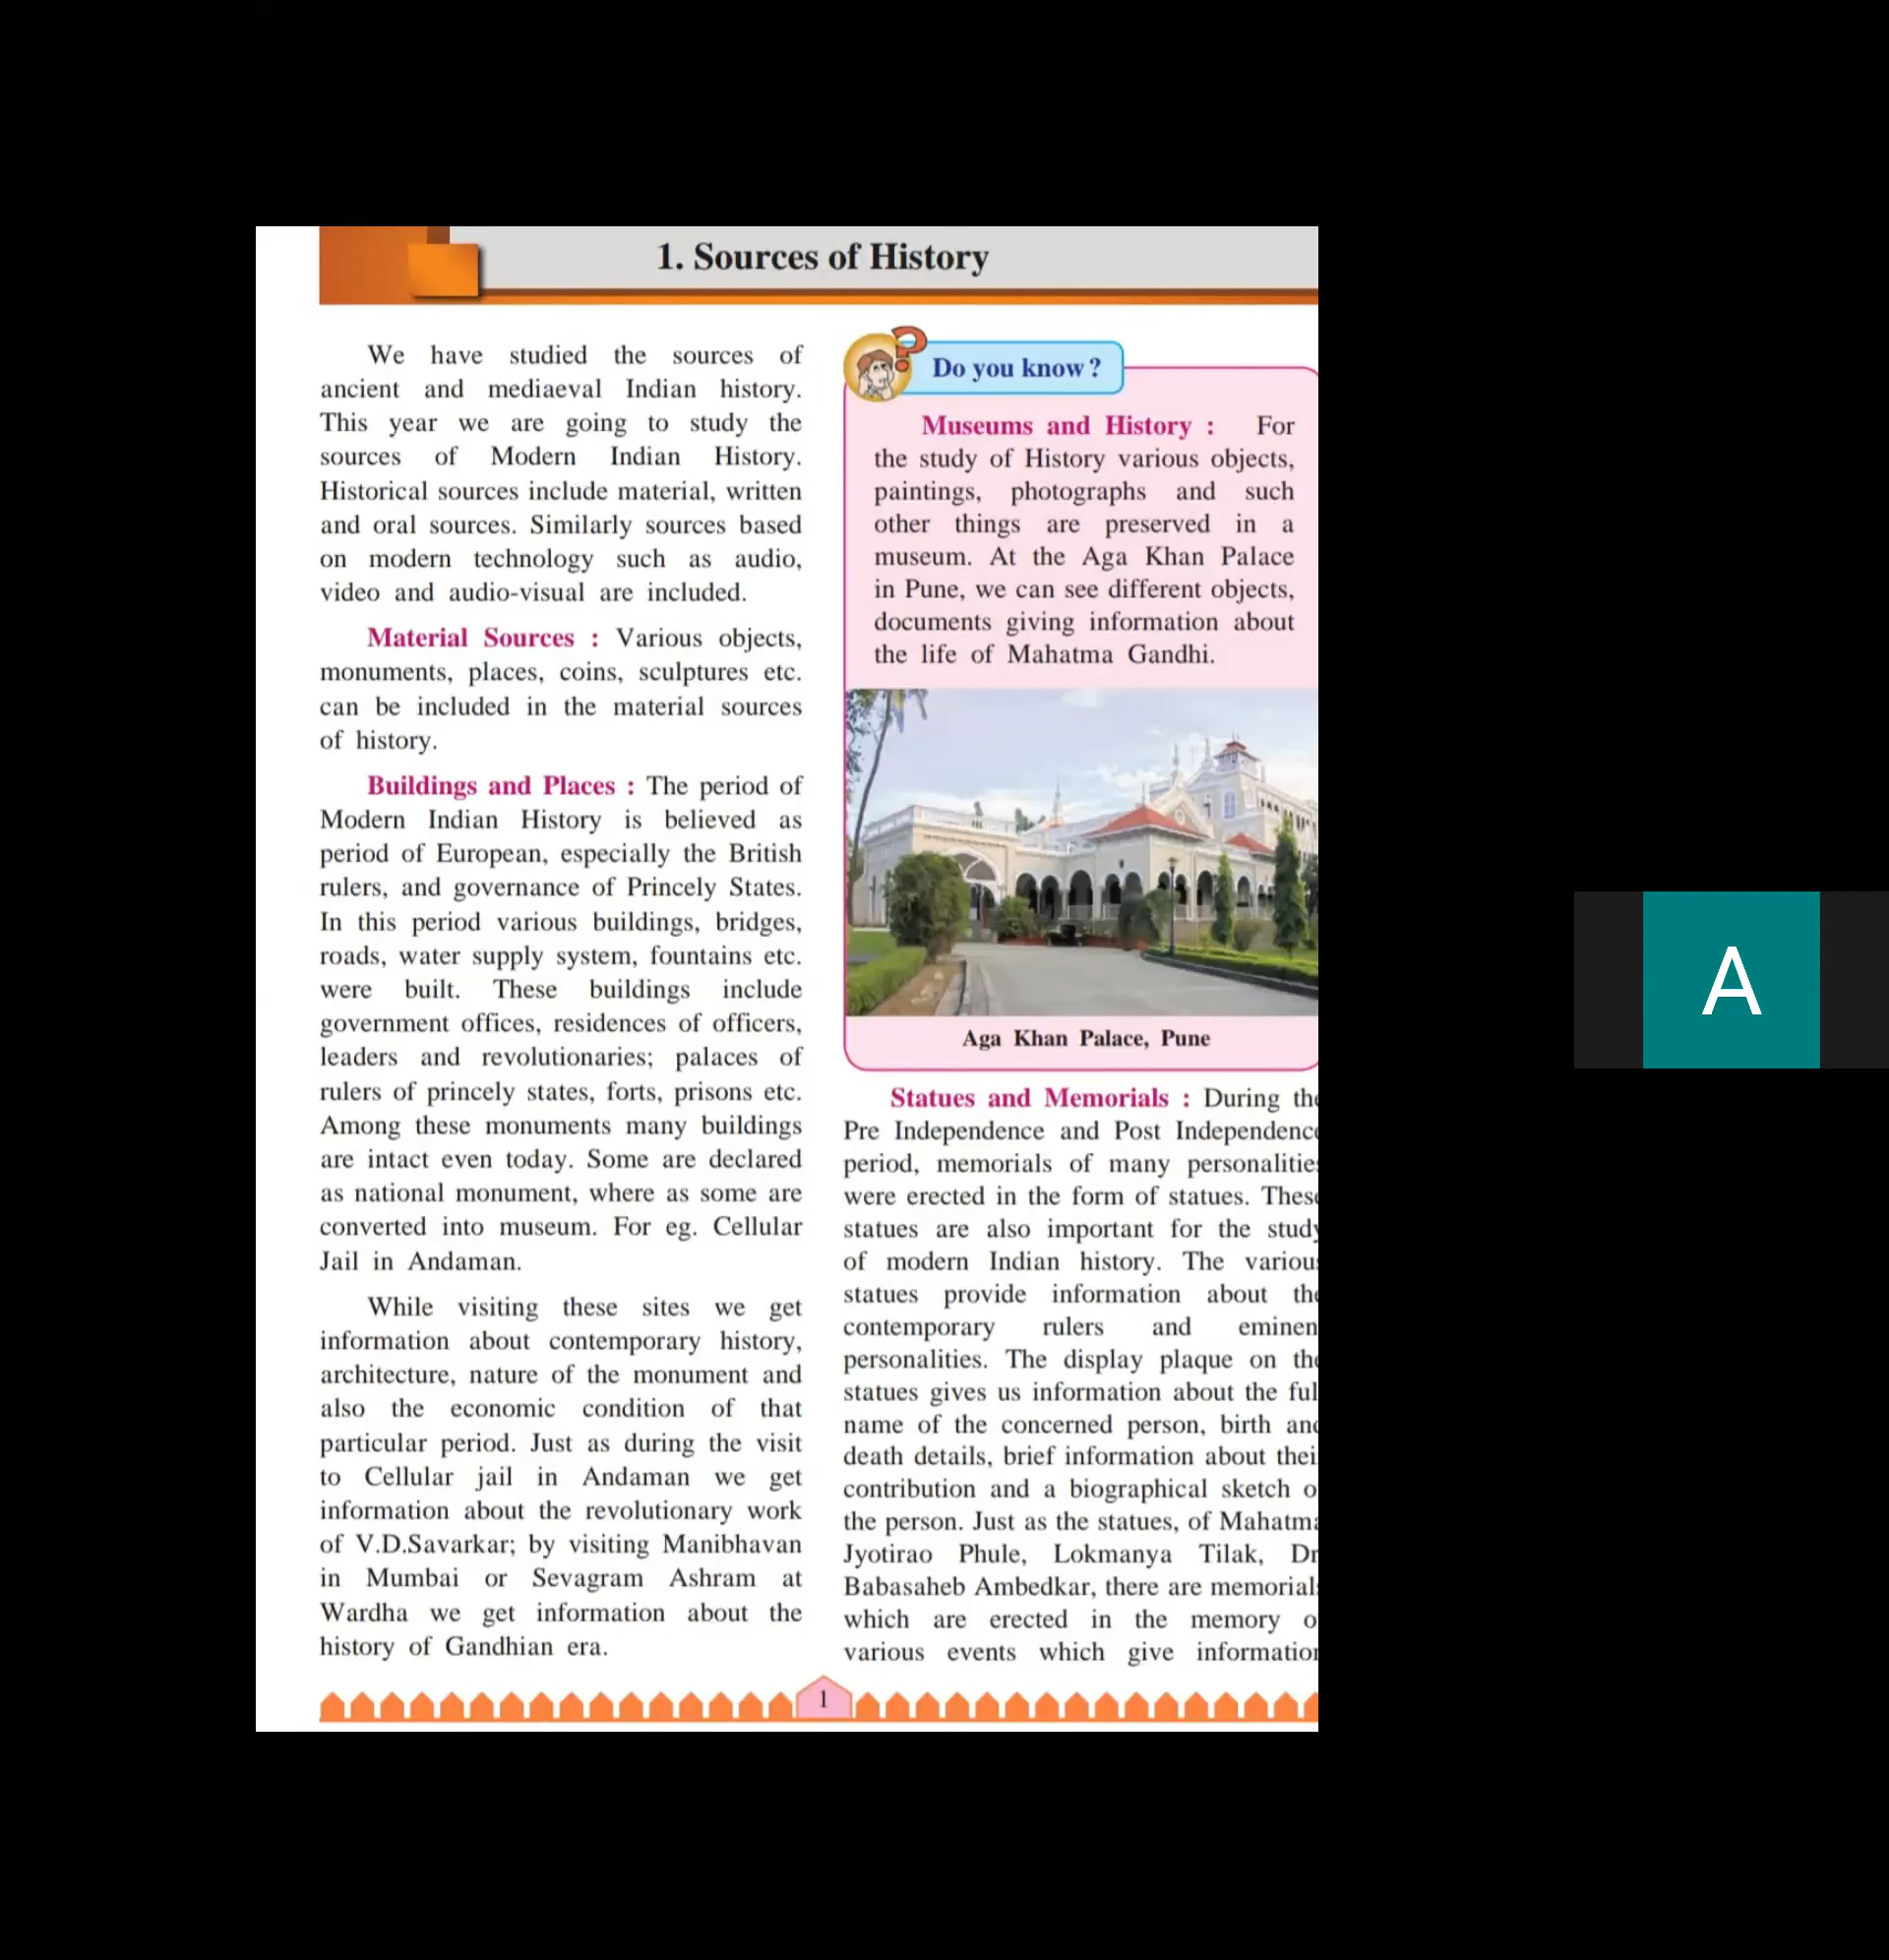 1. Sources of History
We have studied the sources of
ancient and mediaeval Indian history.
This year we are going to study the
sources of Modern Indian History.
Historical sources include material, written
and oral sources. Similarly sources based
on modern technology such as audio,
video and audio-visual are included.
Material Sources : Various objects,
monuments, places, coins, sculptures etc.
can be included in the material sources
of history.
Buildings and Places : The period of
Modern Indian History is believed as
period of European, especially the British
rulers, and governance of Princely States.
In this period various buildings, bridges,
roads, water supply system, fountains etc.
were built. These buildings include
government offices, residences of officers,
leaders and revolutionaries; palaces of
rulers of princely states, forts, prisons etc.
Among these monuments many buildings
are intact even today. Some are declared
as national monument, where as some are
converted into museum. For eg. Cellular
Jail in Andaman.
While visiting these sites we get
information about contemporary history,
architecture, nature of the monument and
also the economic condition of that
particular period. Just as during the visit
to Cellular jail in Andaman we get
information about the revolutionary work
of V.D.Savarkar; by visiting Manibhavan
in Mumbai or Sevagram Ashram at
Wardha we get information about the
history of Gandhian era.
?
Do you know ?
Museums and History : For
the study of History various objects,
paintings, photographs and such
other things are preserved in a
museum. At the Aga Khan Palace
in Pune, we can see different objects,
documents giving information about
the life of Mahatma Gandhi.
Aga Khan Palace, Pune
Statues and Memorials : During the
Pre Independence and Post Independence
period, memorials of many personalities
were erected in the form of statues. These
statues are also important for the study
of modern Indian history. The various
statues provide information about the
contemporary rulers and eminen
personalities. The display plaque on the
statues gives us information about the ful
name of the concerned person, birth and
death details, brief information about thei
contribution and a biographical sketch o
the person. Just as the statues, of Mahatma
Jyotirao Phule, Lokmanya Tilak, Dr
Babasaheb Ambedkar, there are memorials
which are erected in the memory o
various events which give information
1
A